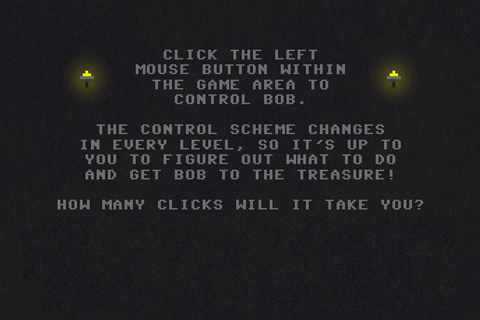 CLICK THE LEFT
MOUSE BUTTON WITHIN
THE GAME AREA TO
CONTROL BOB.
THE CONTROL SCHEME CHANGES
IN EVERY LEVEL, SO IT'S UP TO
YOU TO FIGURE OUT WHAT TO DO
AND GET BOB TO THE TREASURE!
HOW MANY CLICKS WILL IT TAKE YOU?